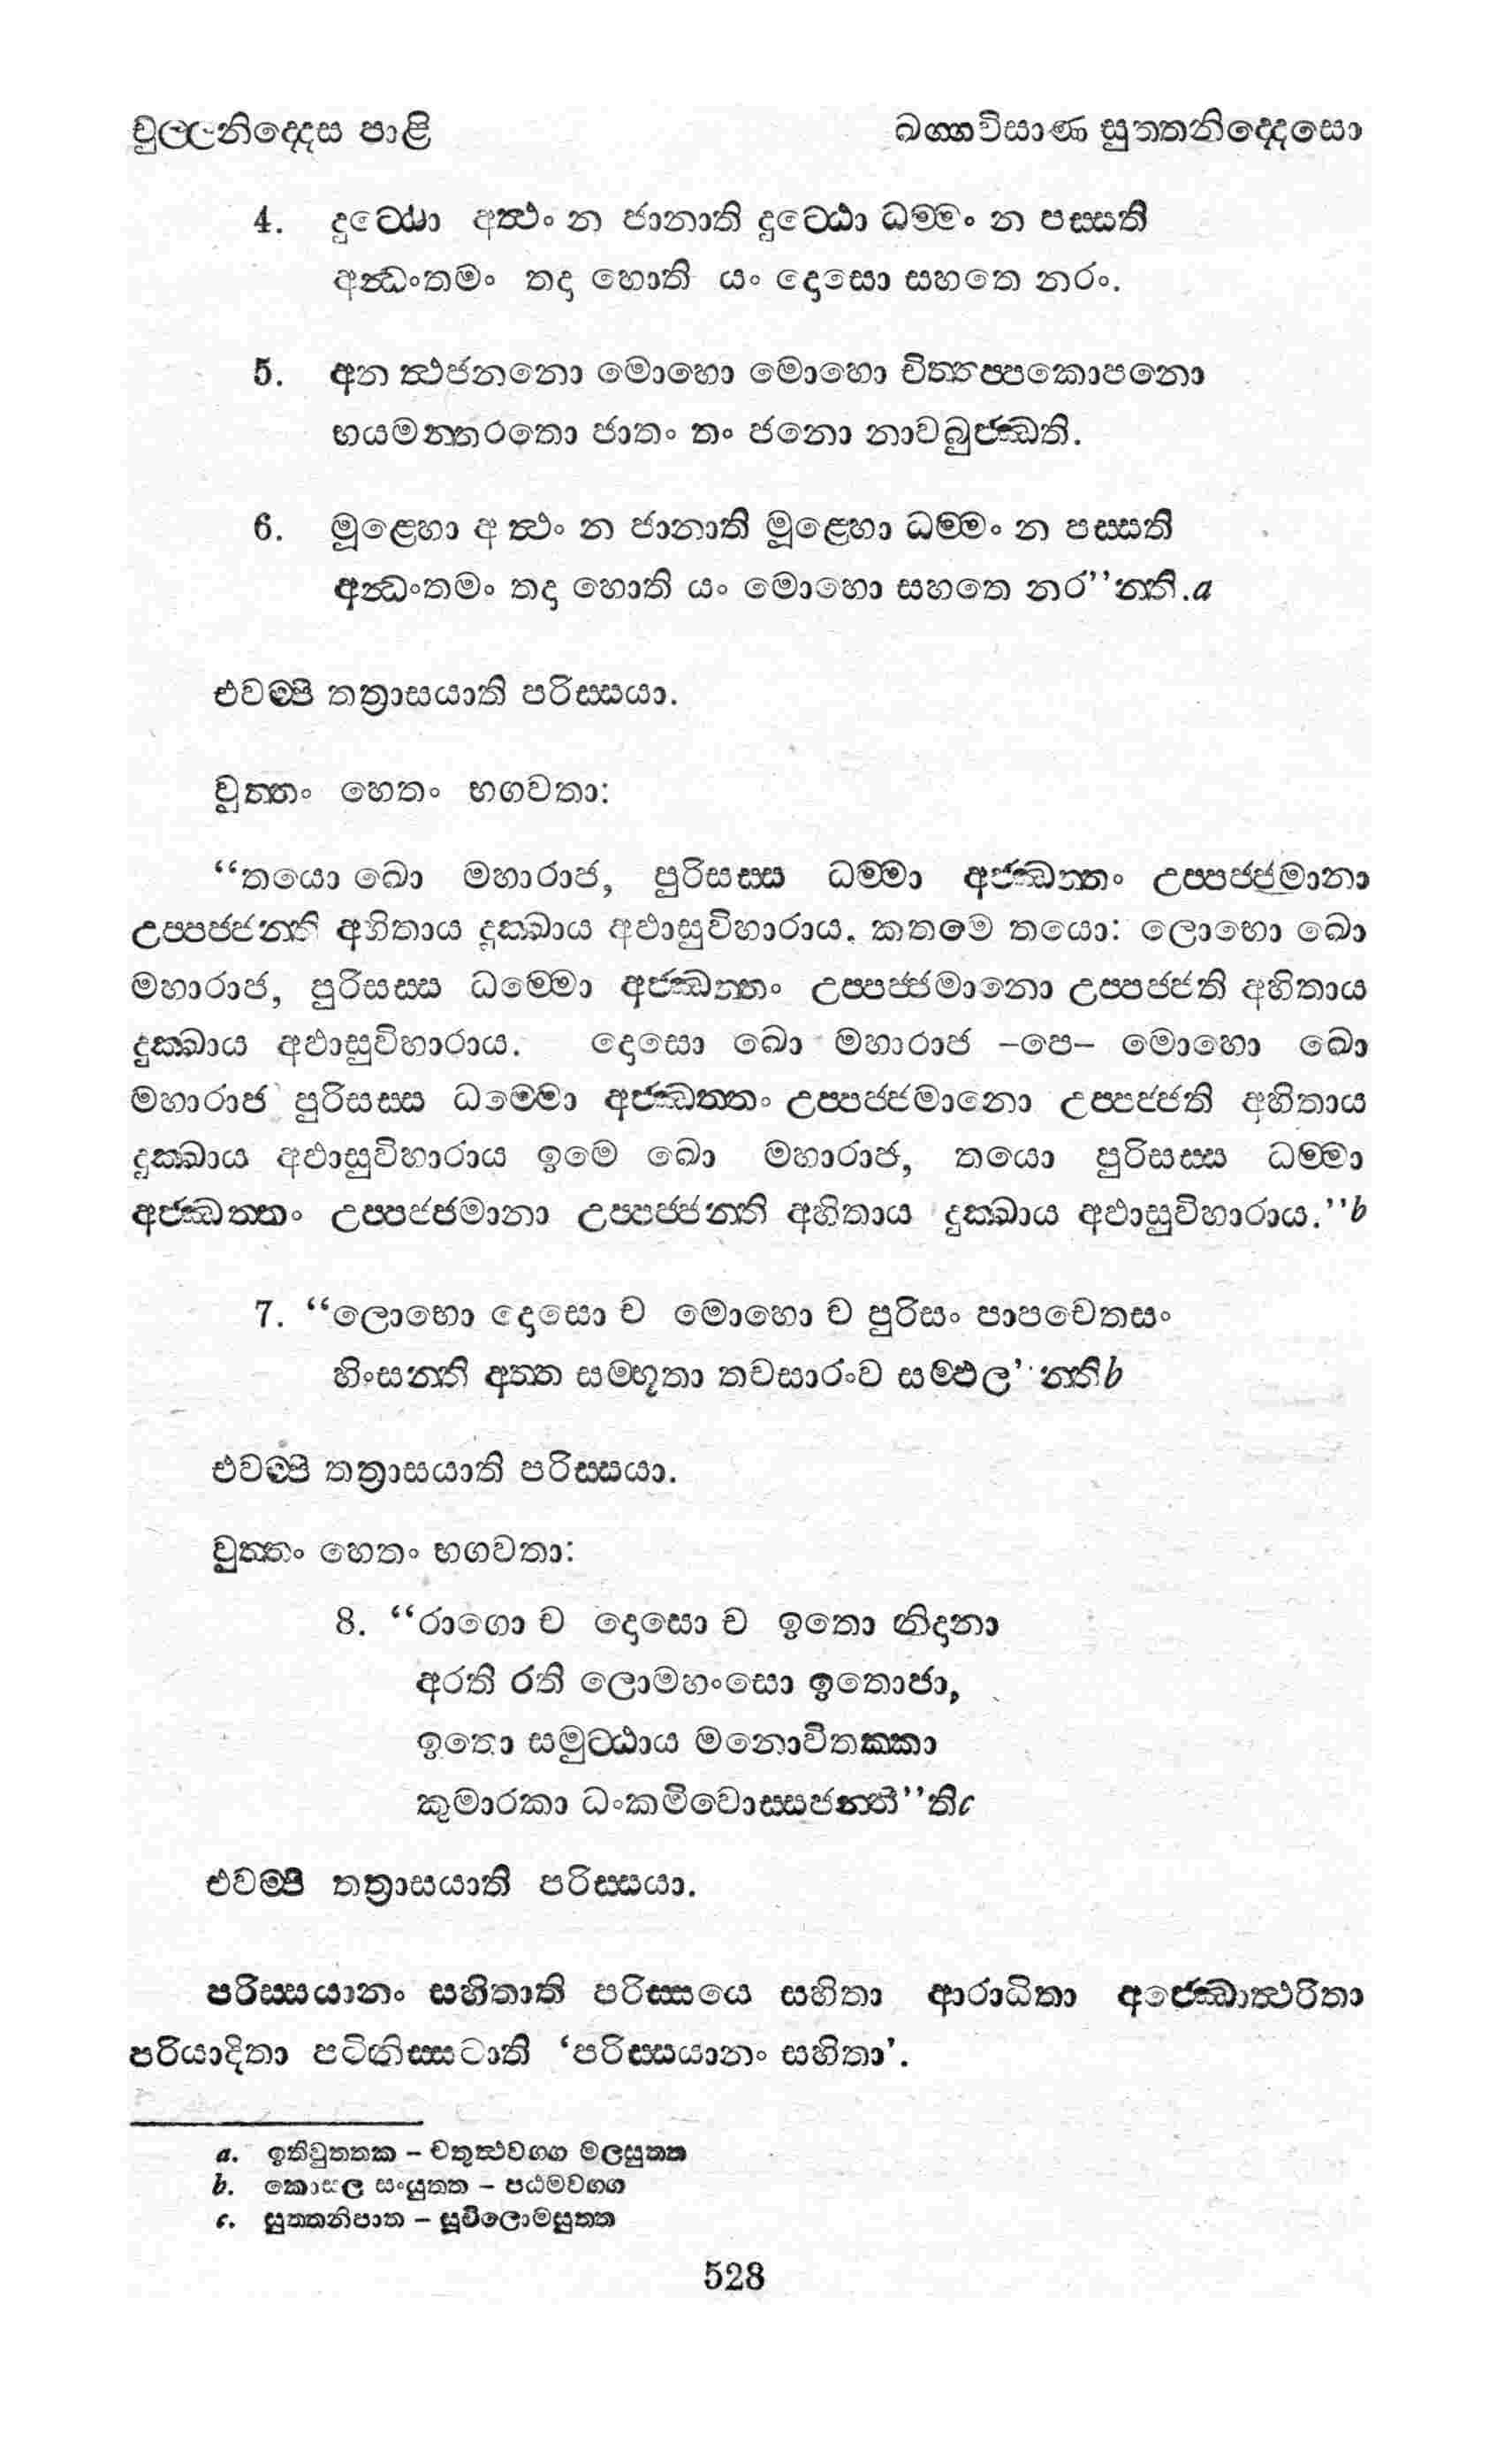 චුල්ලනිද්දෙස පාළි
ඛග්ගවිසාණ සුත්තනිද්දෙසො
4. දුට්ඨො අත්ථං න ජානාති දුට්ඨො ධම්මං න පස්සති
අන්ධංතමං තදා හොති යං දොසො සහතෙ නරං.
5. අනත්ථජනනො මොහො මොහො චිත්තප්පකොපනො
භයමන්තරතො ජාතං තං ජනො නාවබුජ්ඣති.
6. මූළ්හො අත්ථං න ජානාති මූළ්හො ධම්මං න පස්සති
අන්ධංතමං තදා හොති යං මොහො සහතෙ නර’’න්ති.a
එවම්පි තත්‍රාසයාති පරිස්සයා.
වුත්තං හෙතං භගවතා:
“තයො ඛො මහාරාජ, පුරිසස්ස ධම්මා අජ්ඣත්තං උප්පජ්ජමානා
උප්පජ්ජන්ති අහිතාය දුක්ඛාය අඵාසුවිහාරාය. කතමෙ තයො: ලොභො ඛො
මහාරාජ, පුරිසස්ස ධම්මො අජ්ඣත්තං උප්පජ්ජමානො උප්පජ්ජති අහිතාය
දුක්ඛාය අඵාසුවිහාරාය. දොසො ඛො මහාරාජ –පෙ– මොහො ඛො
මහාරාජ පුරිසස්ස ධම්මො අජ්ඣත්තං උප්පජ්ජමානො උප්පජ්ජති අහිතාය
දුක්ඛාය අඵාසුවිහාරාය ඉමෙ ඛො මහාරාජ, තයො පුරිසස්ස ධම්මා
අජ්ඣත්තං උප්පජ්ජමානා උප්පජ්ජන්ති අහිතාය දුක්ඛාය අඵාසුවිහාරාය.’’b
7. “ලොභො දොසො ච මොහො ච පුරිසං පාපචෙතසං
හිංසන්ති අත්ත සම්භූතා තචසාරංව සම්ඵල’’න්තිb
එවම්පි තත්‍රාසයාති පරිස්සයා.
වුත්තං හෙතං භගවතා:
8. “රාගො ච දොසො ච ඉතො නිදානා
අරති රති ලොමහංසො ඉතොජා,
ඉතො සමුට්ඨාය මනොවිතක්කා
කුමාරකා ධංකමිවොස්සජන්තී’’තිc
එවම්පි තත්‍රාසයාති පරිස්සයා.
පරිස්සයානං සහිතාති පරිස්සයෙ සහිතා ආරාධිතා අජ්ඣොත්ථරිතා
පරියාදිතා පටිනිස්සටාති ‘පරිස්සයානං සහිතා’.
a. ඉතිවුත්තක – චතුත්ථවග්ග මලසුත්ත
b. කොසල සංයුත්ත – පඨමවග්ග
c. සුත්තනිපාත – සූචිලොමසුත්ත
528